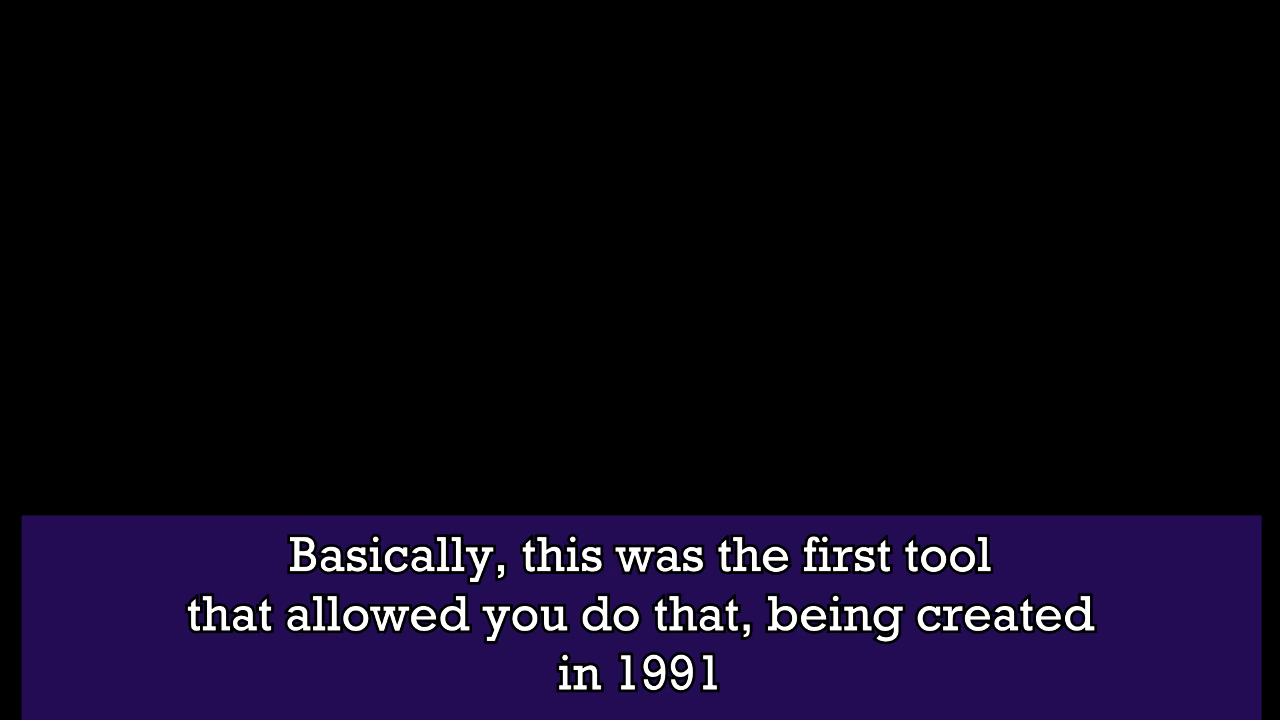 Basically, this was the first tool
that allowed you do that, being created
in 1991